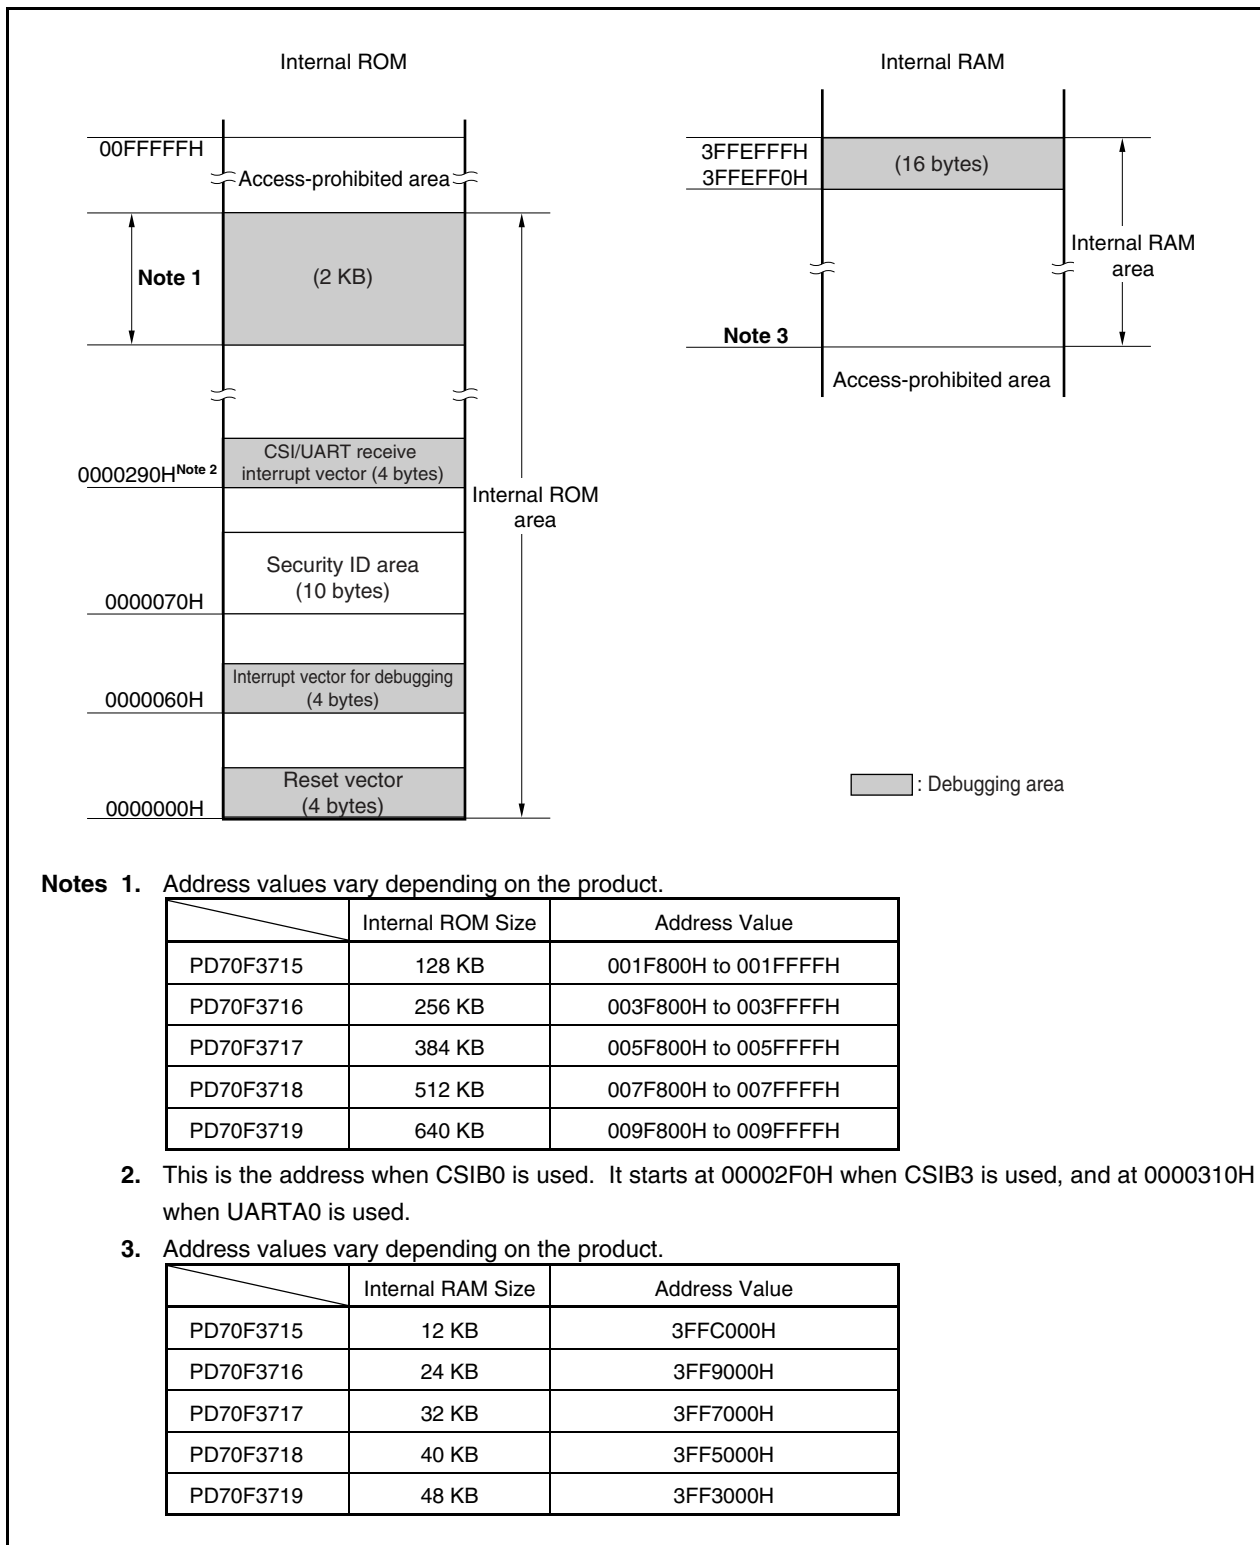 Internal ROM
00FFFFFH
Access-prohibited area
Note 1
(2 KB)
CSI/UART receive
interrupt vector (4 bytes)
0000290H Note 2
Internal ROM
area
Security ID area
(10 bytes)
0000070H
Interrupt vector for debugging
(4 bytes)
0000060H
Reset vector
(4 bytes)
0000000H
Internal RAM
3FFEFFFH
3FFEFF0H
(16 bytes)
Internal RAM
area
Note 3
Access-prohibited area
: Debugging area
Notes 1. Address values vary depending on the product.
Internal ROM Size Address Value
PD70F3715 128 KB 001F800H to 001FFFFH
PD70F3716 256 KB 003F800H to 003FFFFH
PD70F3717 384 KB 005F800H to 005FFFFH
PD70F3718 512 KB 007F800H to 007FFFFH
PD70F3719 640 KB 009F800H to 009FFFFH
2. This is the address when CSIB0 is used. It starts at 00002F0H when CSIB3 is used, and at 0000310H
when UARTA0 is used.
3. Address values vary depending on the product.
Internal RAM Size Address Value
PD70F3715 12 KB 3FFC000H
PD70F3716 24 KB 3FF9000H
PD70F3717 32 KB 3FF7000H
PD70F3718 40 KB 3FF5000H
PD70F3719 48 KB 3FF3000H